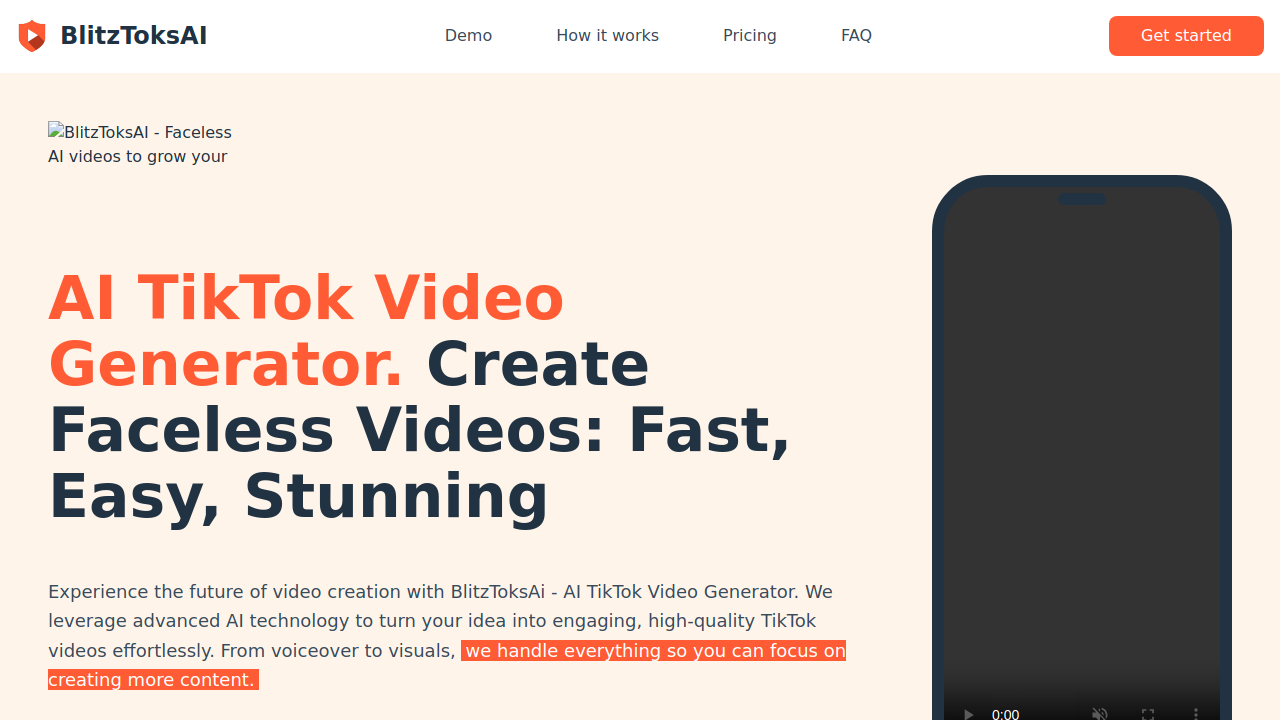 BlitzToksAI
Demo
How it works
Pricing
FAQ
Get started
BlitzToksAI - Faceless
AI videos to grow your
AI TikTok Video
Generator. Create
Faceless Videos: Fast,
Easy, Stunning
Experience the future of video creation with BlitzToksAi - AI TikTok Video Generator. We
leverage advanced AI technology to turn your idea into engaging, high-quality TikTok
videos effortlessly. From voiceover to visuals, we handle everything so you can focus on
creating more content.
0:00